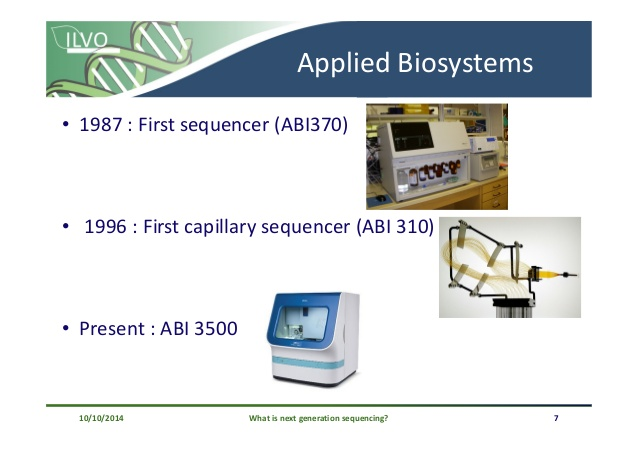 ILVO
Applied Biosystems
• 1987 : First sequencer (ABI370)
• 1996 : First capillary sequencer (ABI 310)
• Present : ABI 3500
10/10/2014 What is next generation sequencing? 7